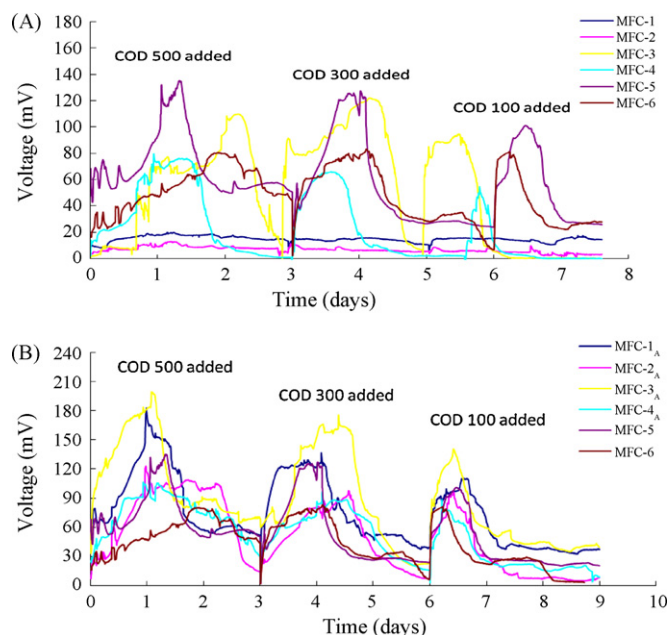 (A)
180
160
140
120
100
80
60
40
20
0
Voltage (mV)
COD 500 added
COD 300 added
COD 100 added
MFC-1
MFC-2
MFC-3
MFC-4
MFC-5
MFC-6
0 1 2 3 4 5 6 7 8
Time (days)
(B)
240
210
180
150
120
90
60
30
0
Voltage (mV)
COD 500 added
COD 300 added
COD 100 added
MFC-1A
MFC-2A
MFC-3A
MFC-4A
MFC-5
MFC-6
0 1 2 3 4 5 6 7 8 9 10
Time (days)